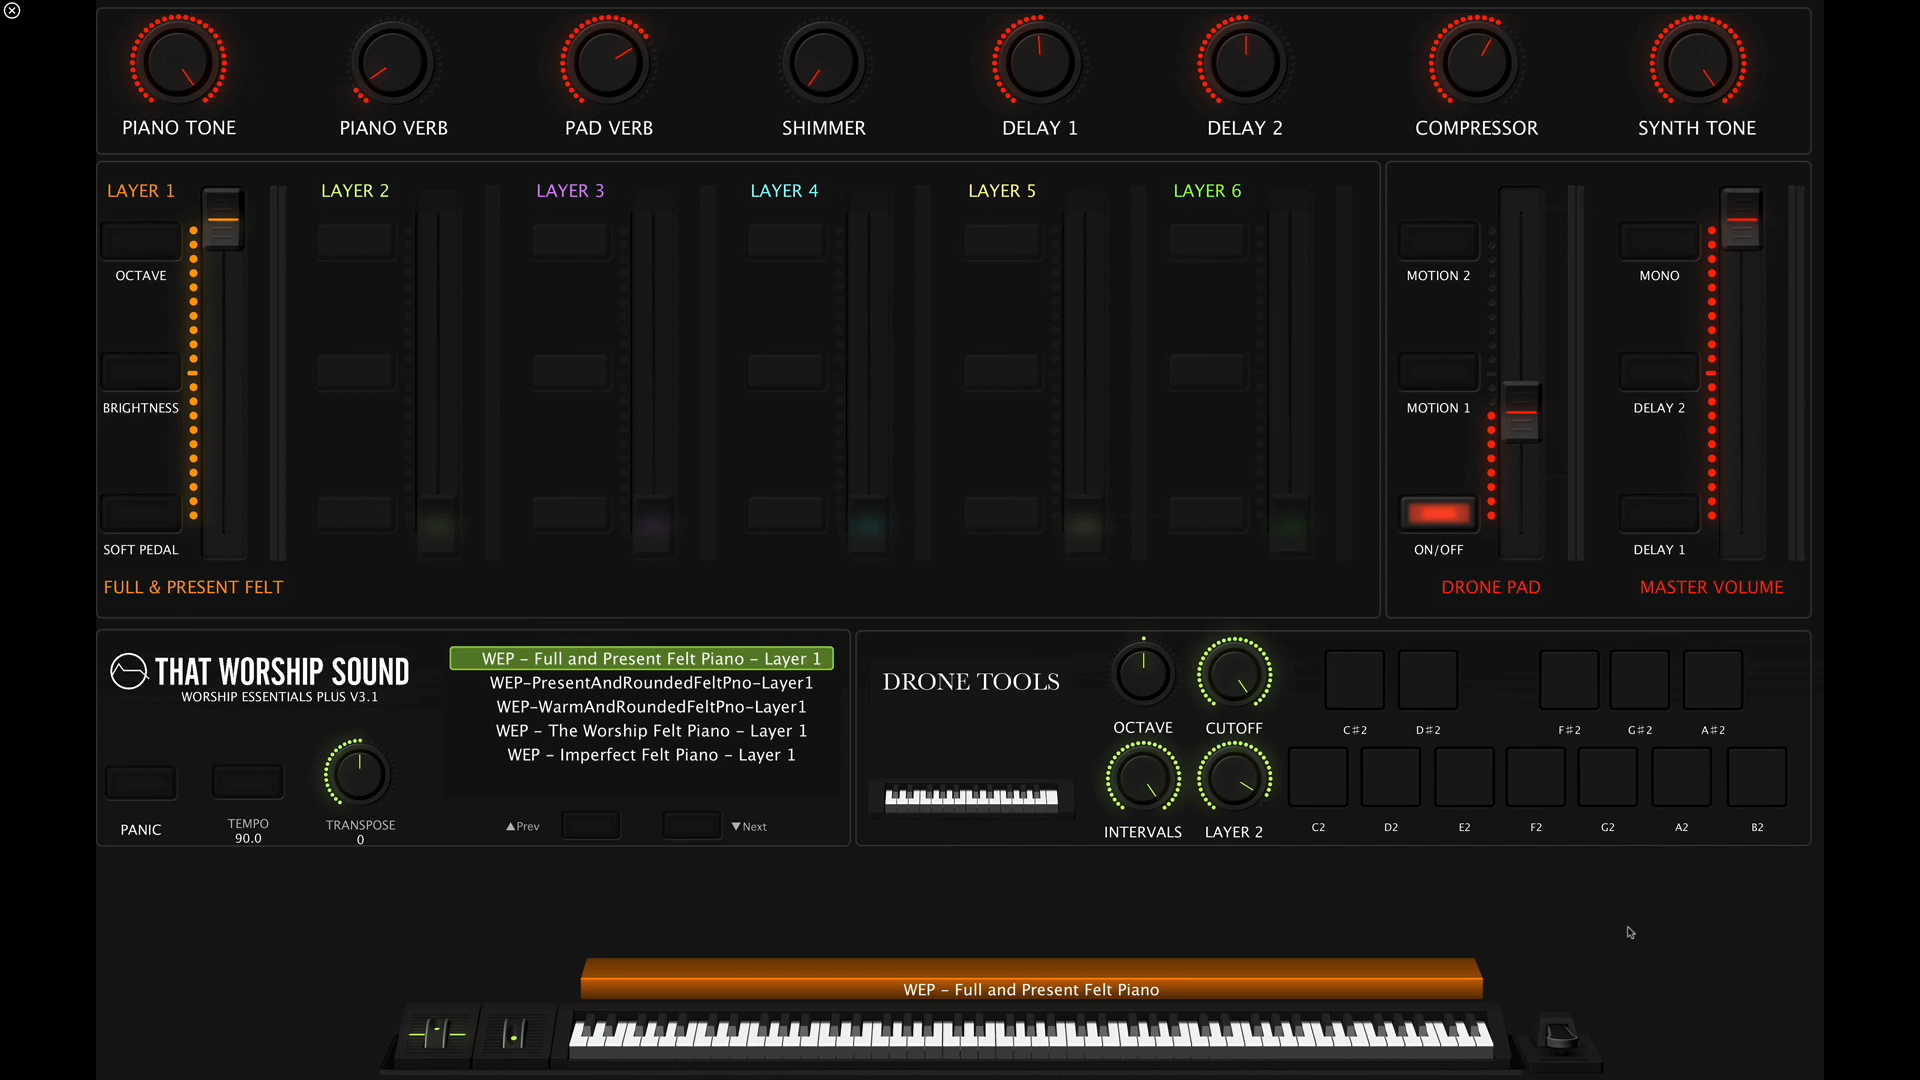 PIANO TONE
PIANO VERB
PAD VERB
SHIMMER
DELAY 1
DELAY 2
COMPRESSOR
SYNTH TONE
LAYER 1
LAYER 2
LAYER 3
LAYER 4
LAYER 5
LAYER 6
OCTAVE
BRIGHTNESS
SOFT PEDAL
FULL & PRESENT FELT
MOTION 2
MOTION 1
ON/OFF
DRONE PAD
MONO
DELAY 2
DELAY 1
MASTER VOLUME
THAT WORSHIP SOUND
WORSHIP ESSENTIALS PLUS V3.1
PANIC
TEMPO
90.0
TRANSPOSE
0
WEP - Full and Present Felt Piano - Layer 1
WEP-PresentAndRoundedFeltPno-Layer1
WEP-WarmAndRoundedFeltPno-Layer1
WEP - The Worship Felt Piano - Layer 1
WEP - Imperfect Felt Piano - Layer 1
▲Prev
▼Next
DRONE TOOLS
OCTAVE
CUTOFF
INTERVALS
LAYER 2
C♯2
D♯2
F♯2
G♯2
A♯2
C2
D2
E2
F2
G2
A2
B2
WEP - Full and Present Felt Piano